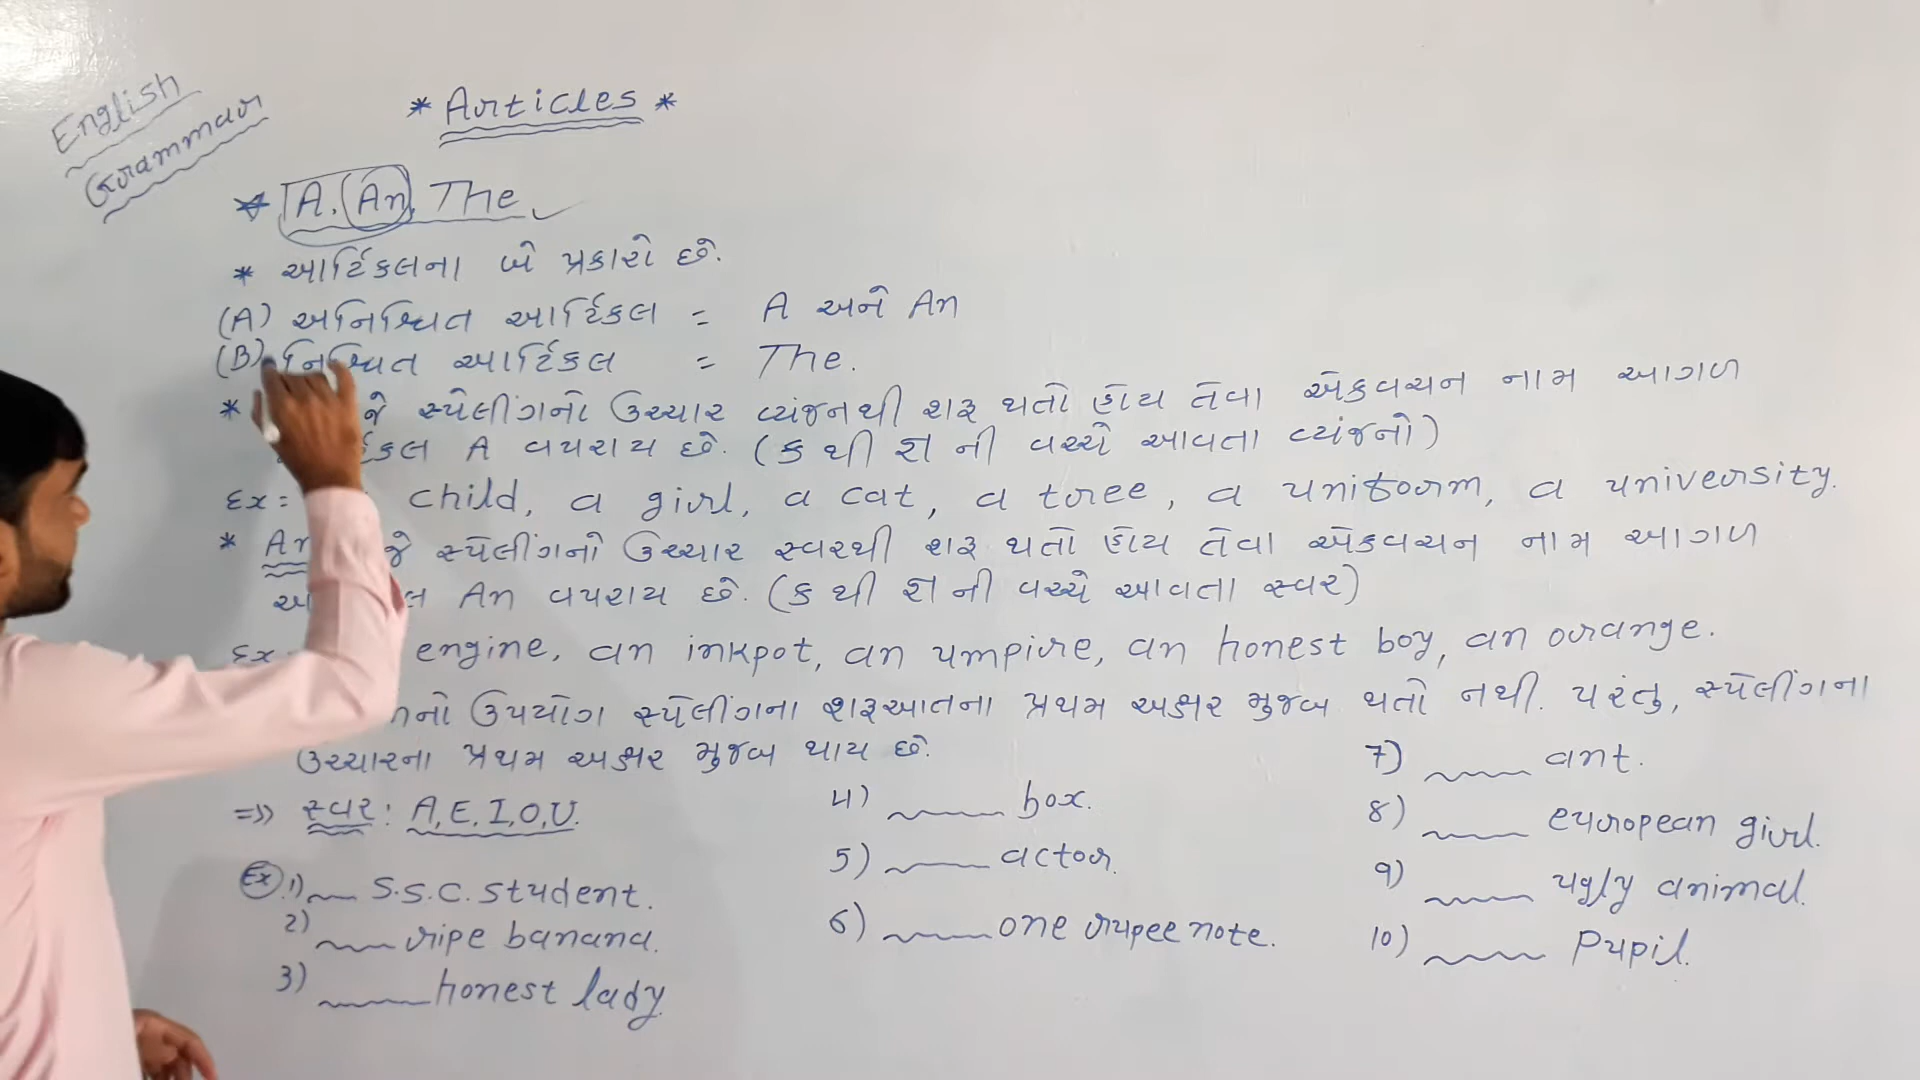 English
Grammar
* Articles *
* A. An, The
* આર્ટિકલના બે પ્રકારો છે.
(A) અનિશ્ચિત આર્ટિકલ = A અને An
(B) નિશ્ચિત આર્ટિકલ = The.
* જે સ્પેલીંગનો ઉચ્ચાર વ્યંજનથી શરૂ થતો હોય તેવા એકવચન નામ આગળ
A વપરાય છે. (ક થી જ્ઞ ની વચ્ચે આવતા વ્યંજનો)
Ex= child, a girl, a cat, a tree, a uniform, a university.
* An જે સ્પેલીંગનો ઉચ્ચાર સ્વરથી શરૂ થતો હોય તેવા એકવચન નામ આગળ
An વપરાય છે. (ક થી જ્ઞ ની વચ્ચે આવતા સ્વર)
Ex engine, an inkpot, an umpire, an honest boy, an orange.
ઉપયોગ સ્પેલીંગના શરૂઆતના પ્રથમ અક્ષર મુજબ થતો નથી. પરંતુ, સ્પેલીંગના
ઉચ્ચારના પ્રથમ અક્ષર મુજબ થાય છે.
=> સ્વર: A, E, I, O, U.
Ex. 1) ___ S.S.C. student.
2) ___ ripe banana.
3) ___ honest lady.
4) ___ box.
5) ___ actor.
6) ___ one rupee note.
7) ___ ant.
8) ___ european girl.
9) ___ ugly animal.
10) ___ Pupil.